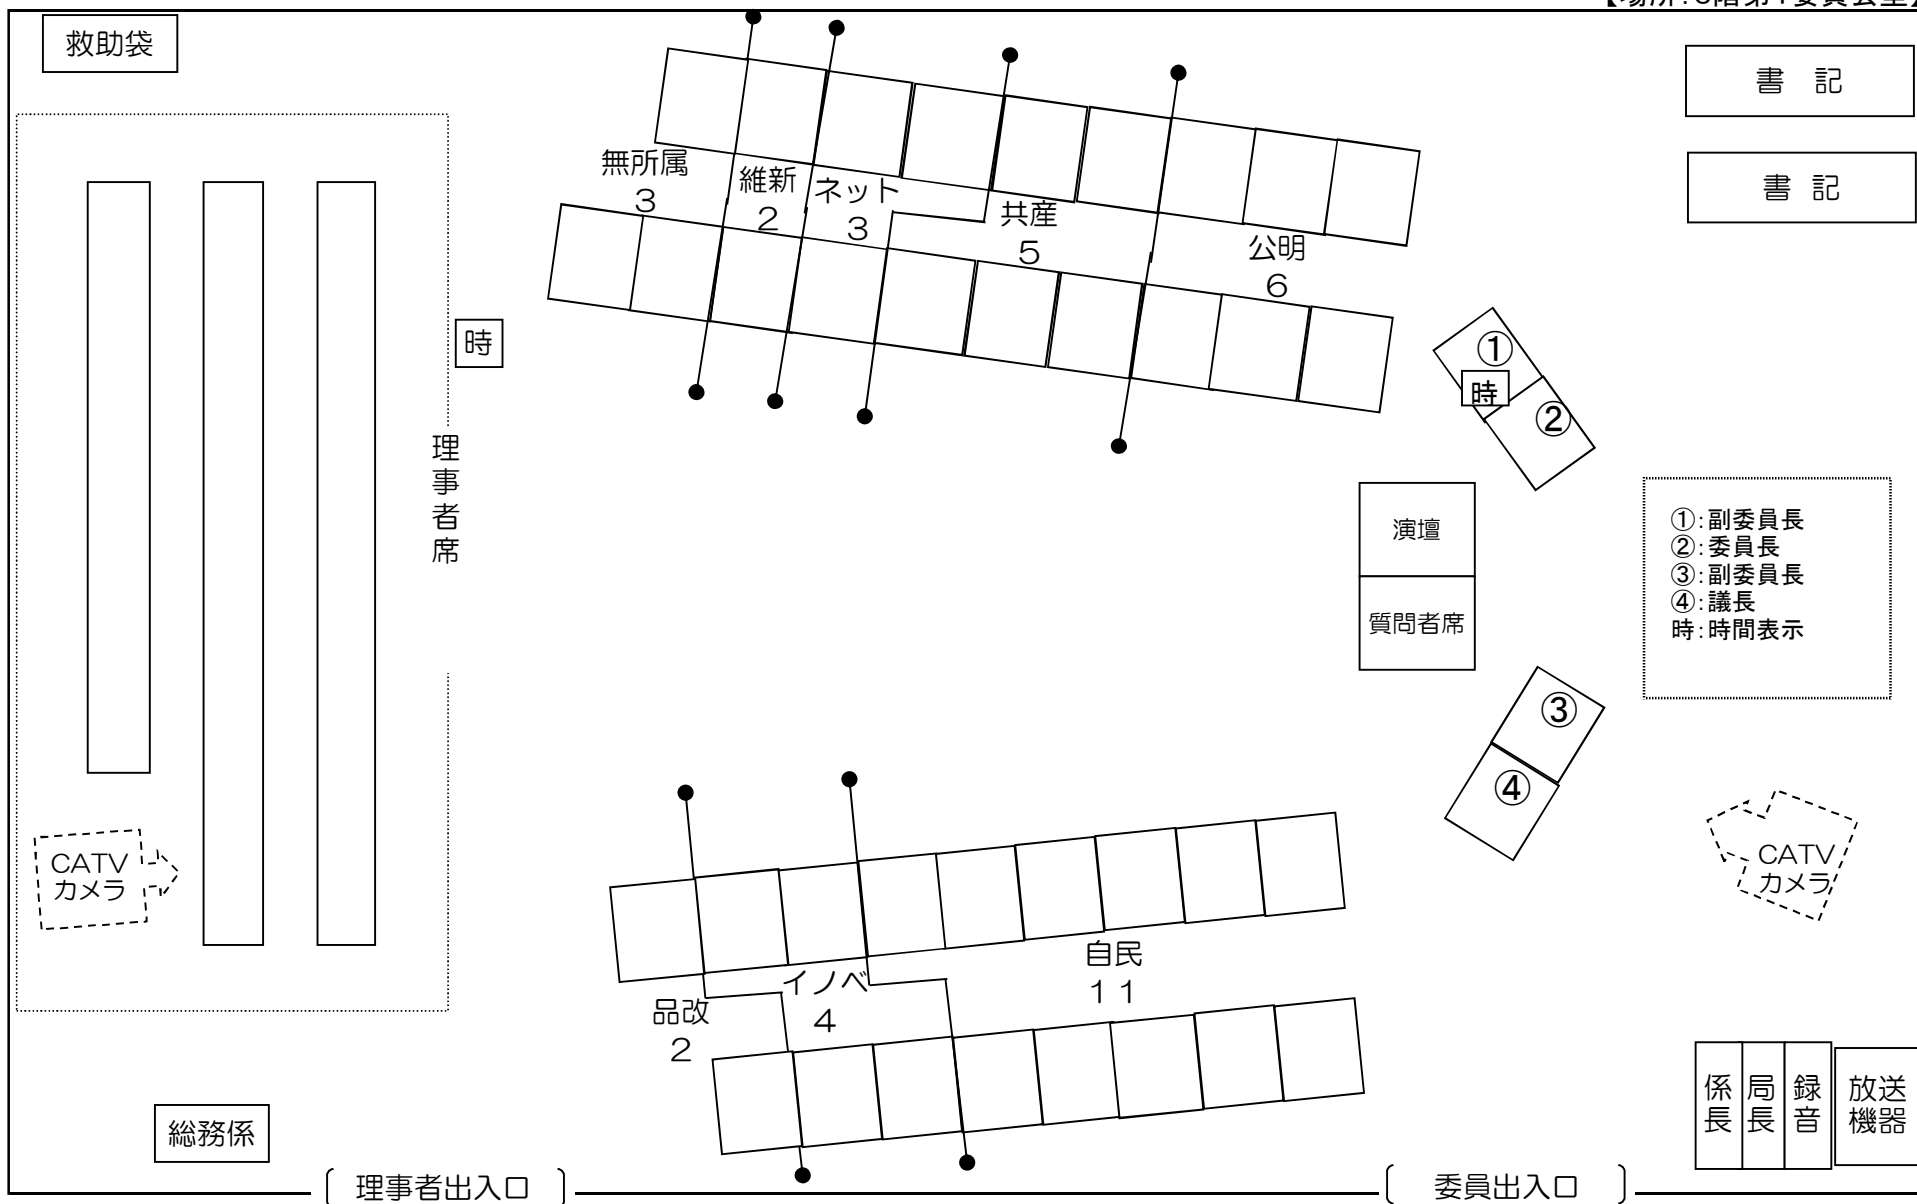 救助袋
書 記
書 記
無所属
3
維新
2
ネット
3
共産
5
公明
6
時
①
時
②
理事者席
演壇
質問者席
①:副委員長
②:委員長
③:副委員長
④:議長
時:時間表示
③
④
CATV
カメラ
CATV
カメラ
自民
11
イノベ
4
品改
2
係長
局長
録音
放送
機器
総務係
理事者出入口
委員出入口